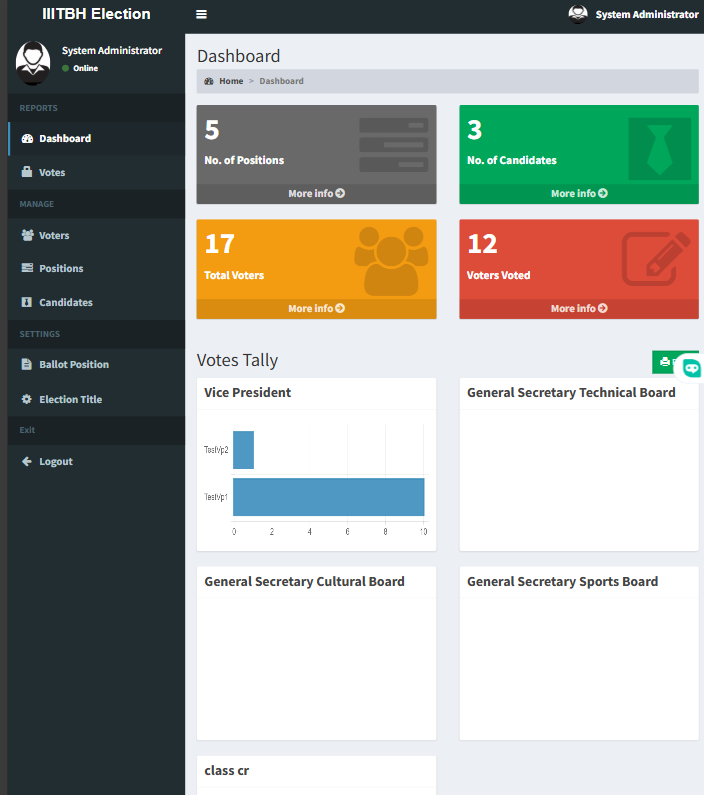 IIITBH Election
System Administrator
System Administrator
Online
REPORTS
Dashboard
Votes
MANAGE
Voters
Positions
Candidates
SETTINGS
Ballot Position
Election Title
Exit
Logout
Dashboard
Home > Dashboard
5
No. of Positions
More info
3
No. of Candidates
More info
17
Total Voters
More info
12
Voters Voted
More info
Votes Tally
Vice President
TestVp2
TestVp1
0 2 4 6 8 10
General Secretary Technical Board
General Secretary Cultural Board
General Secretary Sports Board
class cr